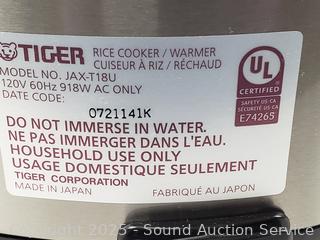 TIGER
RICE COOKER / WARMER
CUISEUR À RIZ / RÉCHAUD
MODEL NO. JAX-T18U
120V 60Hz 918W AC ONLY
DATE CODE:
0721141K
UL
CERTIFIED
SAFETY US CA
SÉCURITÉ US CA
E74265
DO NOT IMMERSE IN WATER.
NE PAS IMMERGER DANS L'EAU.
HOUSEHOLD USE ONLY
USAGE DOMESTIQUE SEULEMENT
TIGER CORPORATION
MADE IN JAPAN
FABRIQUÉ AU JAPON
Copyright 2025 - Sound Auction Service